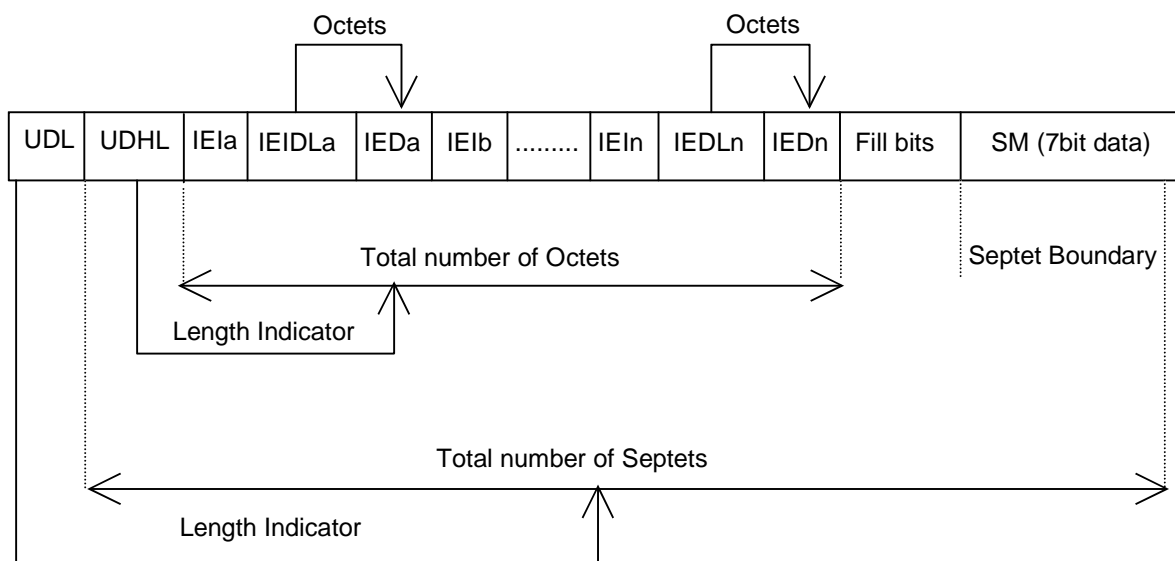 Octets Octets
UDL UDHL IEIa IEIDLa IEDa IEIb ......... IEIn IEDLn IEDn Fill bits SM (7bit data)
Total number of Octets
Septet Boundary
Length Indicator
Total number of Septets
Length Indicator